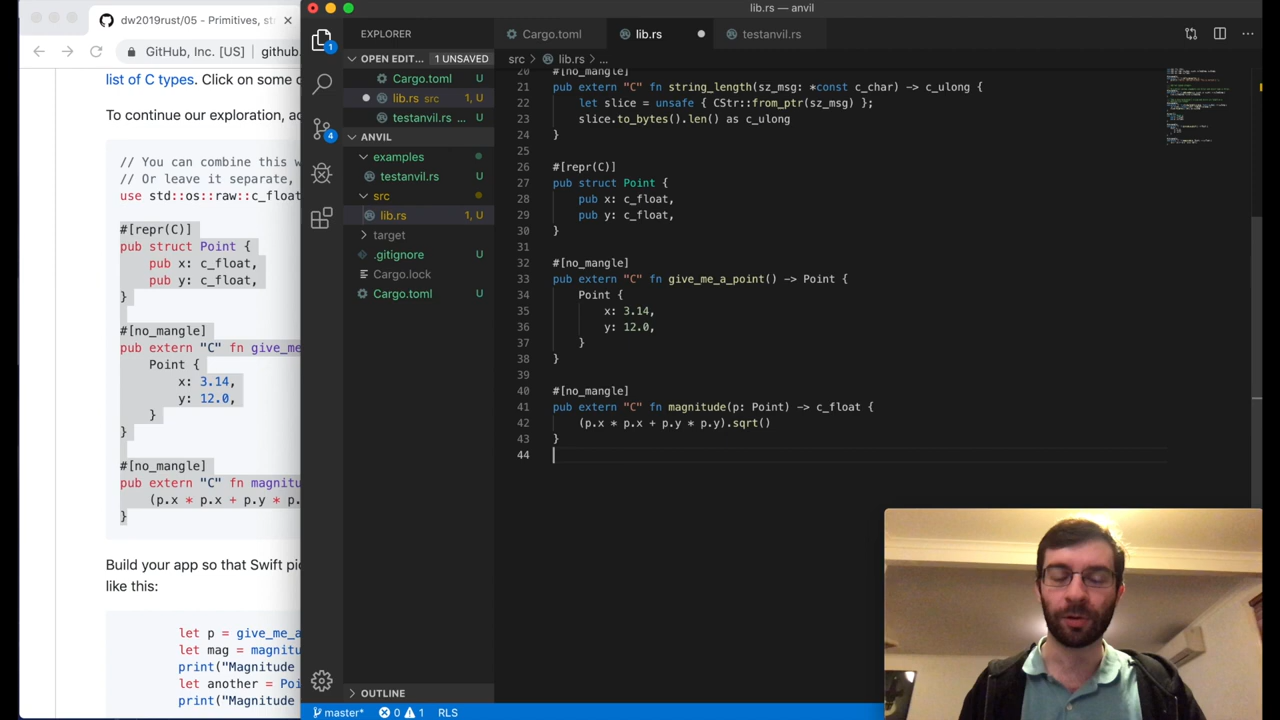 dw2019rust/05 - Primitives, str
GitHub, Inc. [US]
github.
list of C types. Click on some o
To continue our exploration, ac
// You can combine this w
// Or leave it separate,
use std::os::raw::c_float
#[repr(C)]
pub struct Point {
pub x: c_float,
pub y: c_float,
}
#[no_mangle]
pub extern "C" fn give_me
Point {
x: 3.14,
y: 12.0,
}
}
#[no_mangle]
pub extern "C" fn magnitu
(p.x * p.x + p.y * p.
}
Build your app so that Swift pic
like this:
let p = give_me_a
let mag = magnitu
print("Magnitude
let another = Poi
print("Magnitude
lib.rs — anvil
EXPLORER
OPEN EDIT... 1 UNSAVED
Cargo.toml U
lib.rs src 1, U
testanvil.rs ... U
ANVIL
examples
testanvil.rs U
src
lib.rs 1, U
target
.gitignore U
Cargo.lock
Cargo.toml U
OUTLINE
1
4
Cargo.toml
lib.rs
testanvil.rs
src > lib.rs > ...
20 #[no_mangle]
21 pub extern "C" fn string_length(sz_msg: *const c_char) -> c_ulong {
22 let slice = unsafe { CStr::from_ptr(sz_msg) };
23 slice.to_bytes().len() as c_ulong
24 }
25
26 #[repr(C)]
27 pub struct Point {
28 pub x: c_float,
29 pub y: c_float,
30 }
31
32 #[no_mangle]
33 pub extern "C" fn give_me_a_point() -> Point {
34 Point {
35 x: 3.14,
36 y: 12.0,
37 }
38 }
39
40 #[no_mangle]
41 pub extern "C" fn magnitude(p: Point) -> c_float {
42 (p.x * p.x + p.y * p.y).sqrt()
43 }
44
master* 0 1 RLS